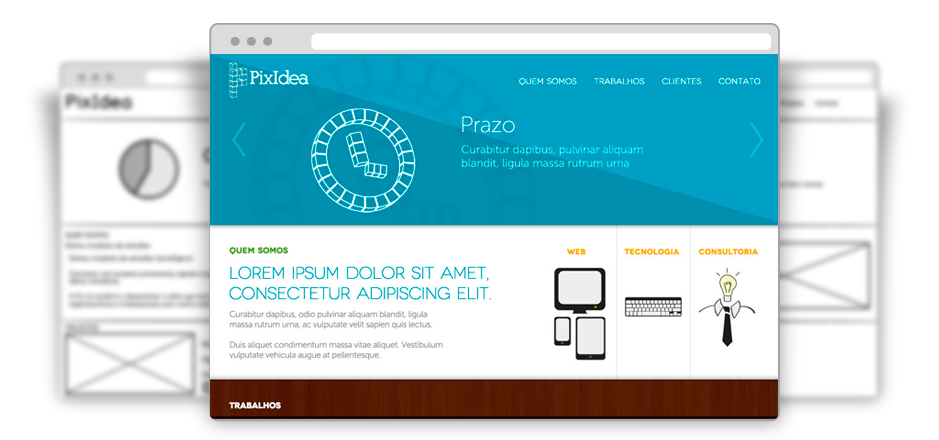 PixIdea
QUEM SOMOS TRABALHOS CLIENTES CONTATO
Prazo
Curabitur dapibus, pulvinar aliquam
blandit, ligula massa rutrum urna
QUEM SOMOS
LOREM IPSUM DOLOR SIT AMET,
CONSECTETUR ADIPISCING ELIT.
Curabitur dapibus, odio pulvinar aliquam blandit, ligula
massa rutrum urna, ac vulputate velit sapien quis lectus.
Duis aliquet condimentum massa vitae aliquet. Vestibulum
vulputate vehicula augue at pellentesque.
WEB TECNOLOGIA CONSULTORIA
TRABALHOS
PixIdea